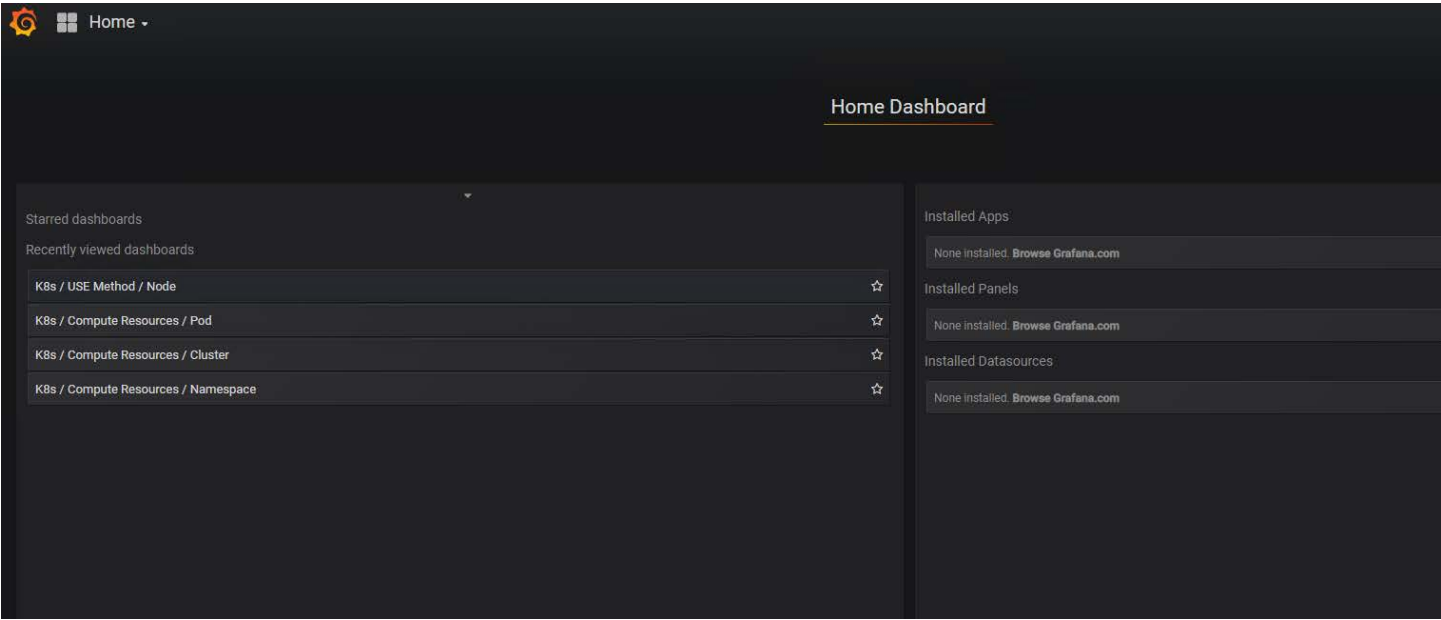 Home
Home Dashboard
Starred dashboards
Recently viewed dashboards
K8s / USE Method / Node
K8s / Compute Resources / Pod
K8s / Compute Resources / Cluster
K8s / Compute Resources / Namespace
Installed Apps
None installed. Browse Grafana.com
Installed Panels
None installed. Browse Grafana.com
Installed Datasources
None installed. Browse Grafana.com